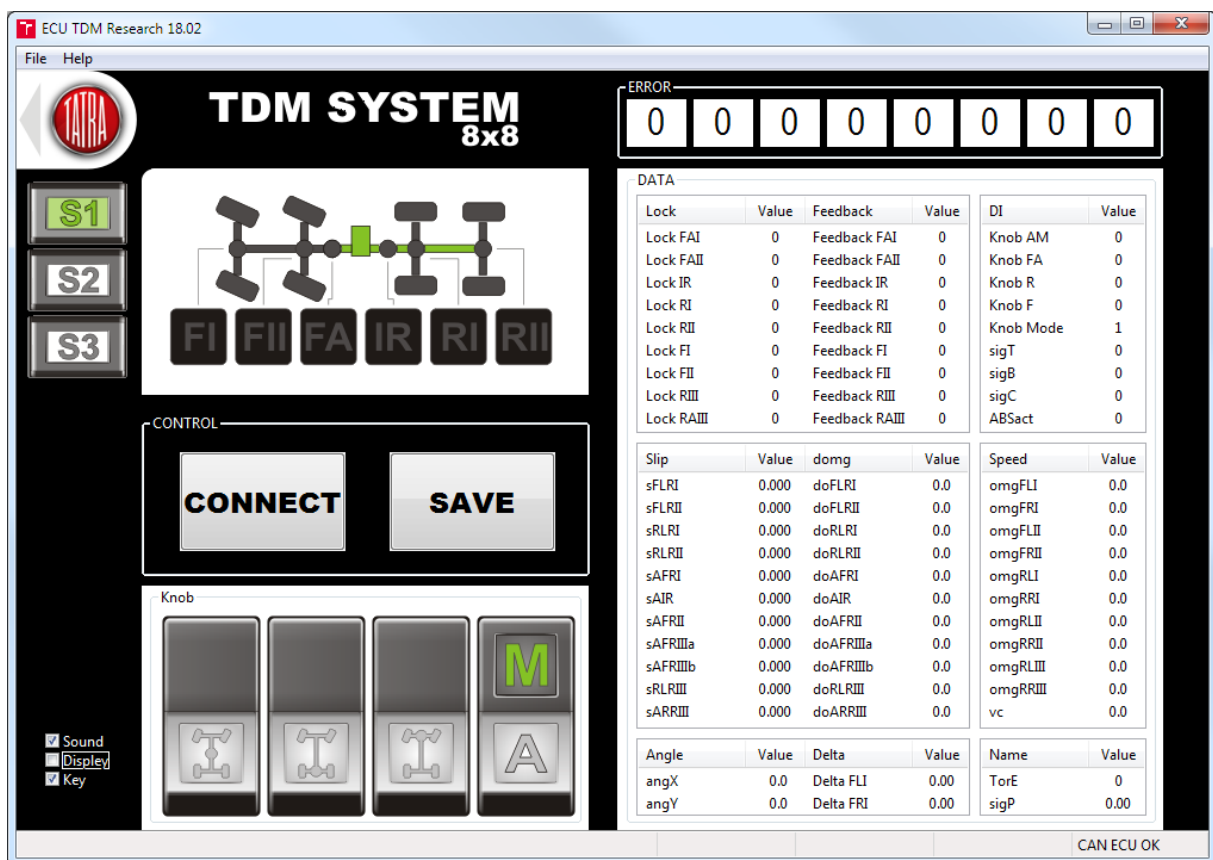 ECU TDM Research 18.02
File Help
TATRA
TDM SYSTEM
8x8
ERROR
0 0 0 0 0 0 0 0
S1
S2
S3
FI FII FA IR RI RII
CONTROL
CONNECT SAVE
Knob
M
A
Sound
Displey
Key
DATA
Lock Value Feedback Value DI Value
Lock FAI 0 Feedback FAI 0 Knob AM 0
Lock FAII 0 Feedback FAII 0 Knob FA 0
Lock IR 0 Feedback IR 0 Knob R 0
Lock RI 0 Feedback RI 0 Knob F 0
Lock RII 0 Feedback RII 0 Knob Mode 1
Lock FI 0 Feedback FI 0 sigT 0
Lock FII 0 Feedback FII 0 sigB 0
Lock RIII 0 Feedback RIII 0 sigC 0
Lock RAIII 0 Feedback RAIII 0 ABSact 0
Slip Value domg Value Speed Value
sFLRI 0.000 doFLRI 0.0 omgFLI 0.0
sFLRII 0.000 doFLRII 0.0 omgFRI 0.0
sRLRI 0.000 doRLRI 0.0 omgFLII 0.0
sRLRII 0.000 doRLRII 0.0 omgFRII 0.0
sAFRI 0.000 doAFRI 0.0 omgRLI 0.0
sAIR 0.000 doAIR 0.0 omgRRI 0.0
sAFRII 0.000 doAFRII 0.0 omgRLII 0.0
sAFRIIIa 0.000 doAFRIIIa 0.0 omgRRII 0.0
sAFRIIIb 0.000 doAFRIIIb 0.0 omgRLIII 0.0
sRLRIII 0.000 doRLRIII 0.0 omgRRIII 0.0
sARRIII 0.000 doARRIII 0.0 vc 0.0
Angle Value Delta Value Name Value
angX 0.0 Delta FLI 0.00 TorE 0
angY 0.0 Delta FRI 0.00 sigP 0.00
CAN ECU OK